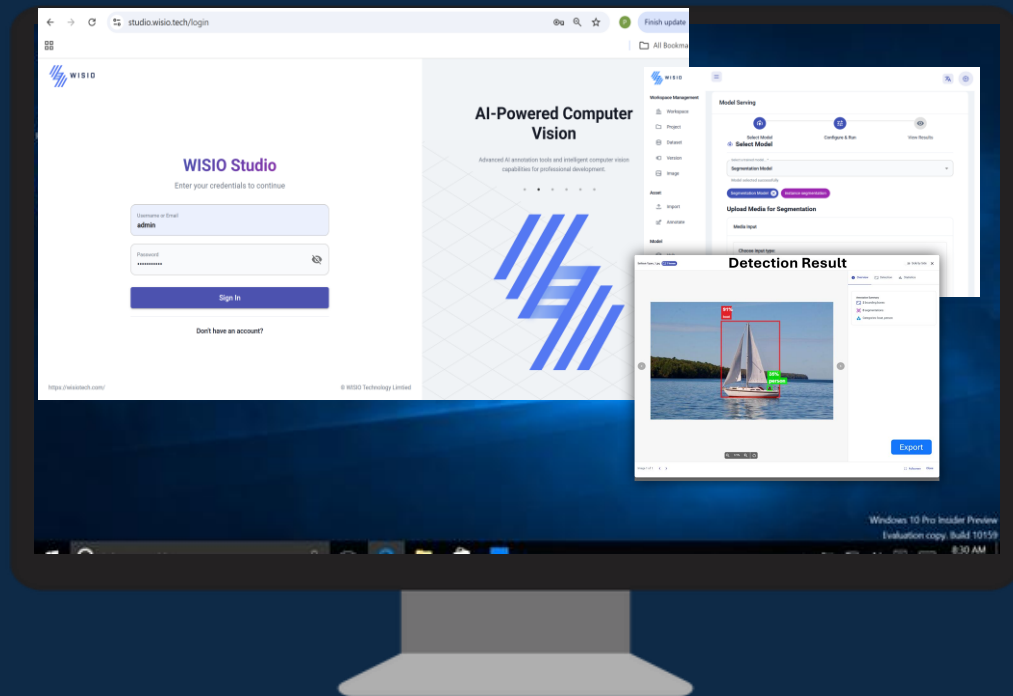 studio.wisio.tech/login
P
Finish update
All Bookma
WISIO
WISIO Studio
Enter your credentials to continue
Username or Email
admin
Password
Sign In
Don't have an account?
https://wisiotech.com/
© WISIO Technology Limited
AI-Powered Computer
Vision
Advanced AI annotation tools and intelligent computer vision
capabilities for professional development.
WISIO
Workspace Management
Workspace
Project
Dataset
Version
Image
Asset
Import
Annotate
Model
Model Serving
Select Model
Configure & Run
View Results
Select Model
Segmentation Model
Model selected successfully
Segmentation Model
Instance Segmentation
Upload Media for Segmentation
Media Input
Choose input type
Detection Result
91%
boat
person
Export
Windows 10 Pro Insider Preview
Evaluation copy. Build 10159
8:30 AM